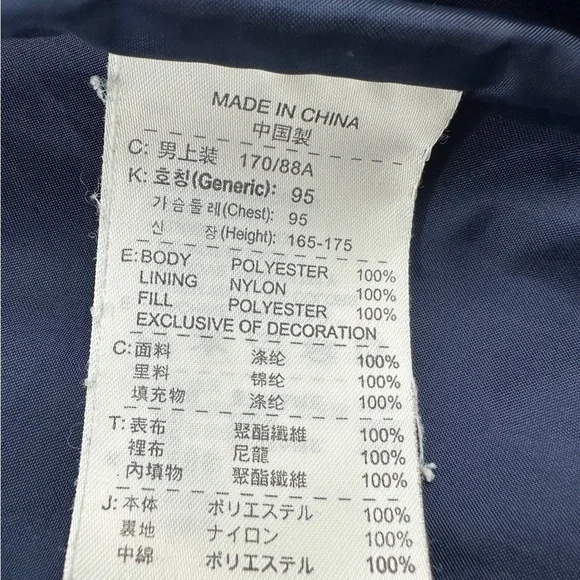 MADE IN CHINA
中国製
C: 男上装 170/88A
K: 호칭(Generic): 95
가슴둘레(Chest): 95
신 장(Height): 165-175
E:BODY POLYESTER 100%
LINING NYLON 100%
FILL POLYESTER 100%
EXCLUSIVE OF DECORATION
C:面料 涤纶 100%
里料 锦纶 100%
填充物 涤纶 100%
T:表布 聚酯纖維 100%
裡布 尼龍 100%
內填物 聚酯纖維 100%
J:本体 ポリエステル 100%
裏地 ナイロン 100%
中綿 ポリエステル 100%